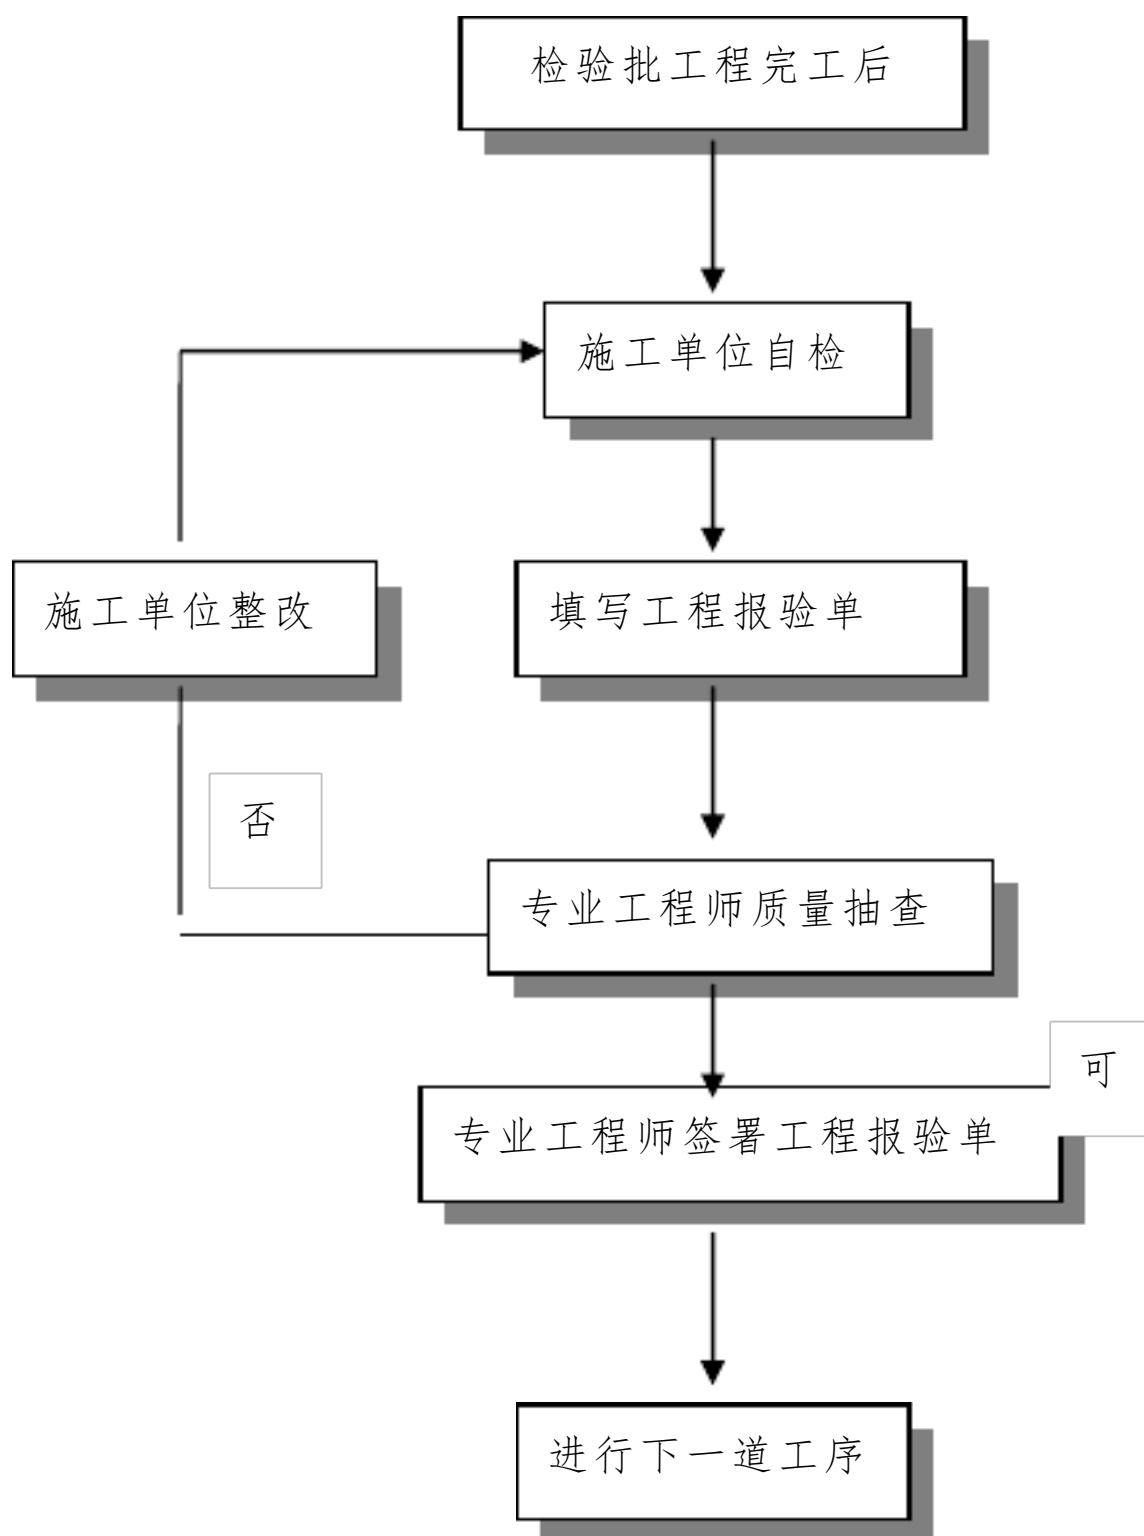 检验批工程完工后
施工单位自检
施工单位整改
填写工程报验单
否
专业工程师质量抽查
可
专业工程师签署工程报验单
进行下一道工序